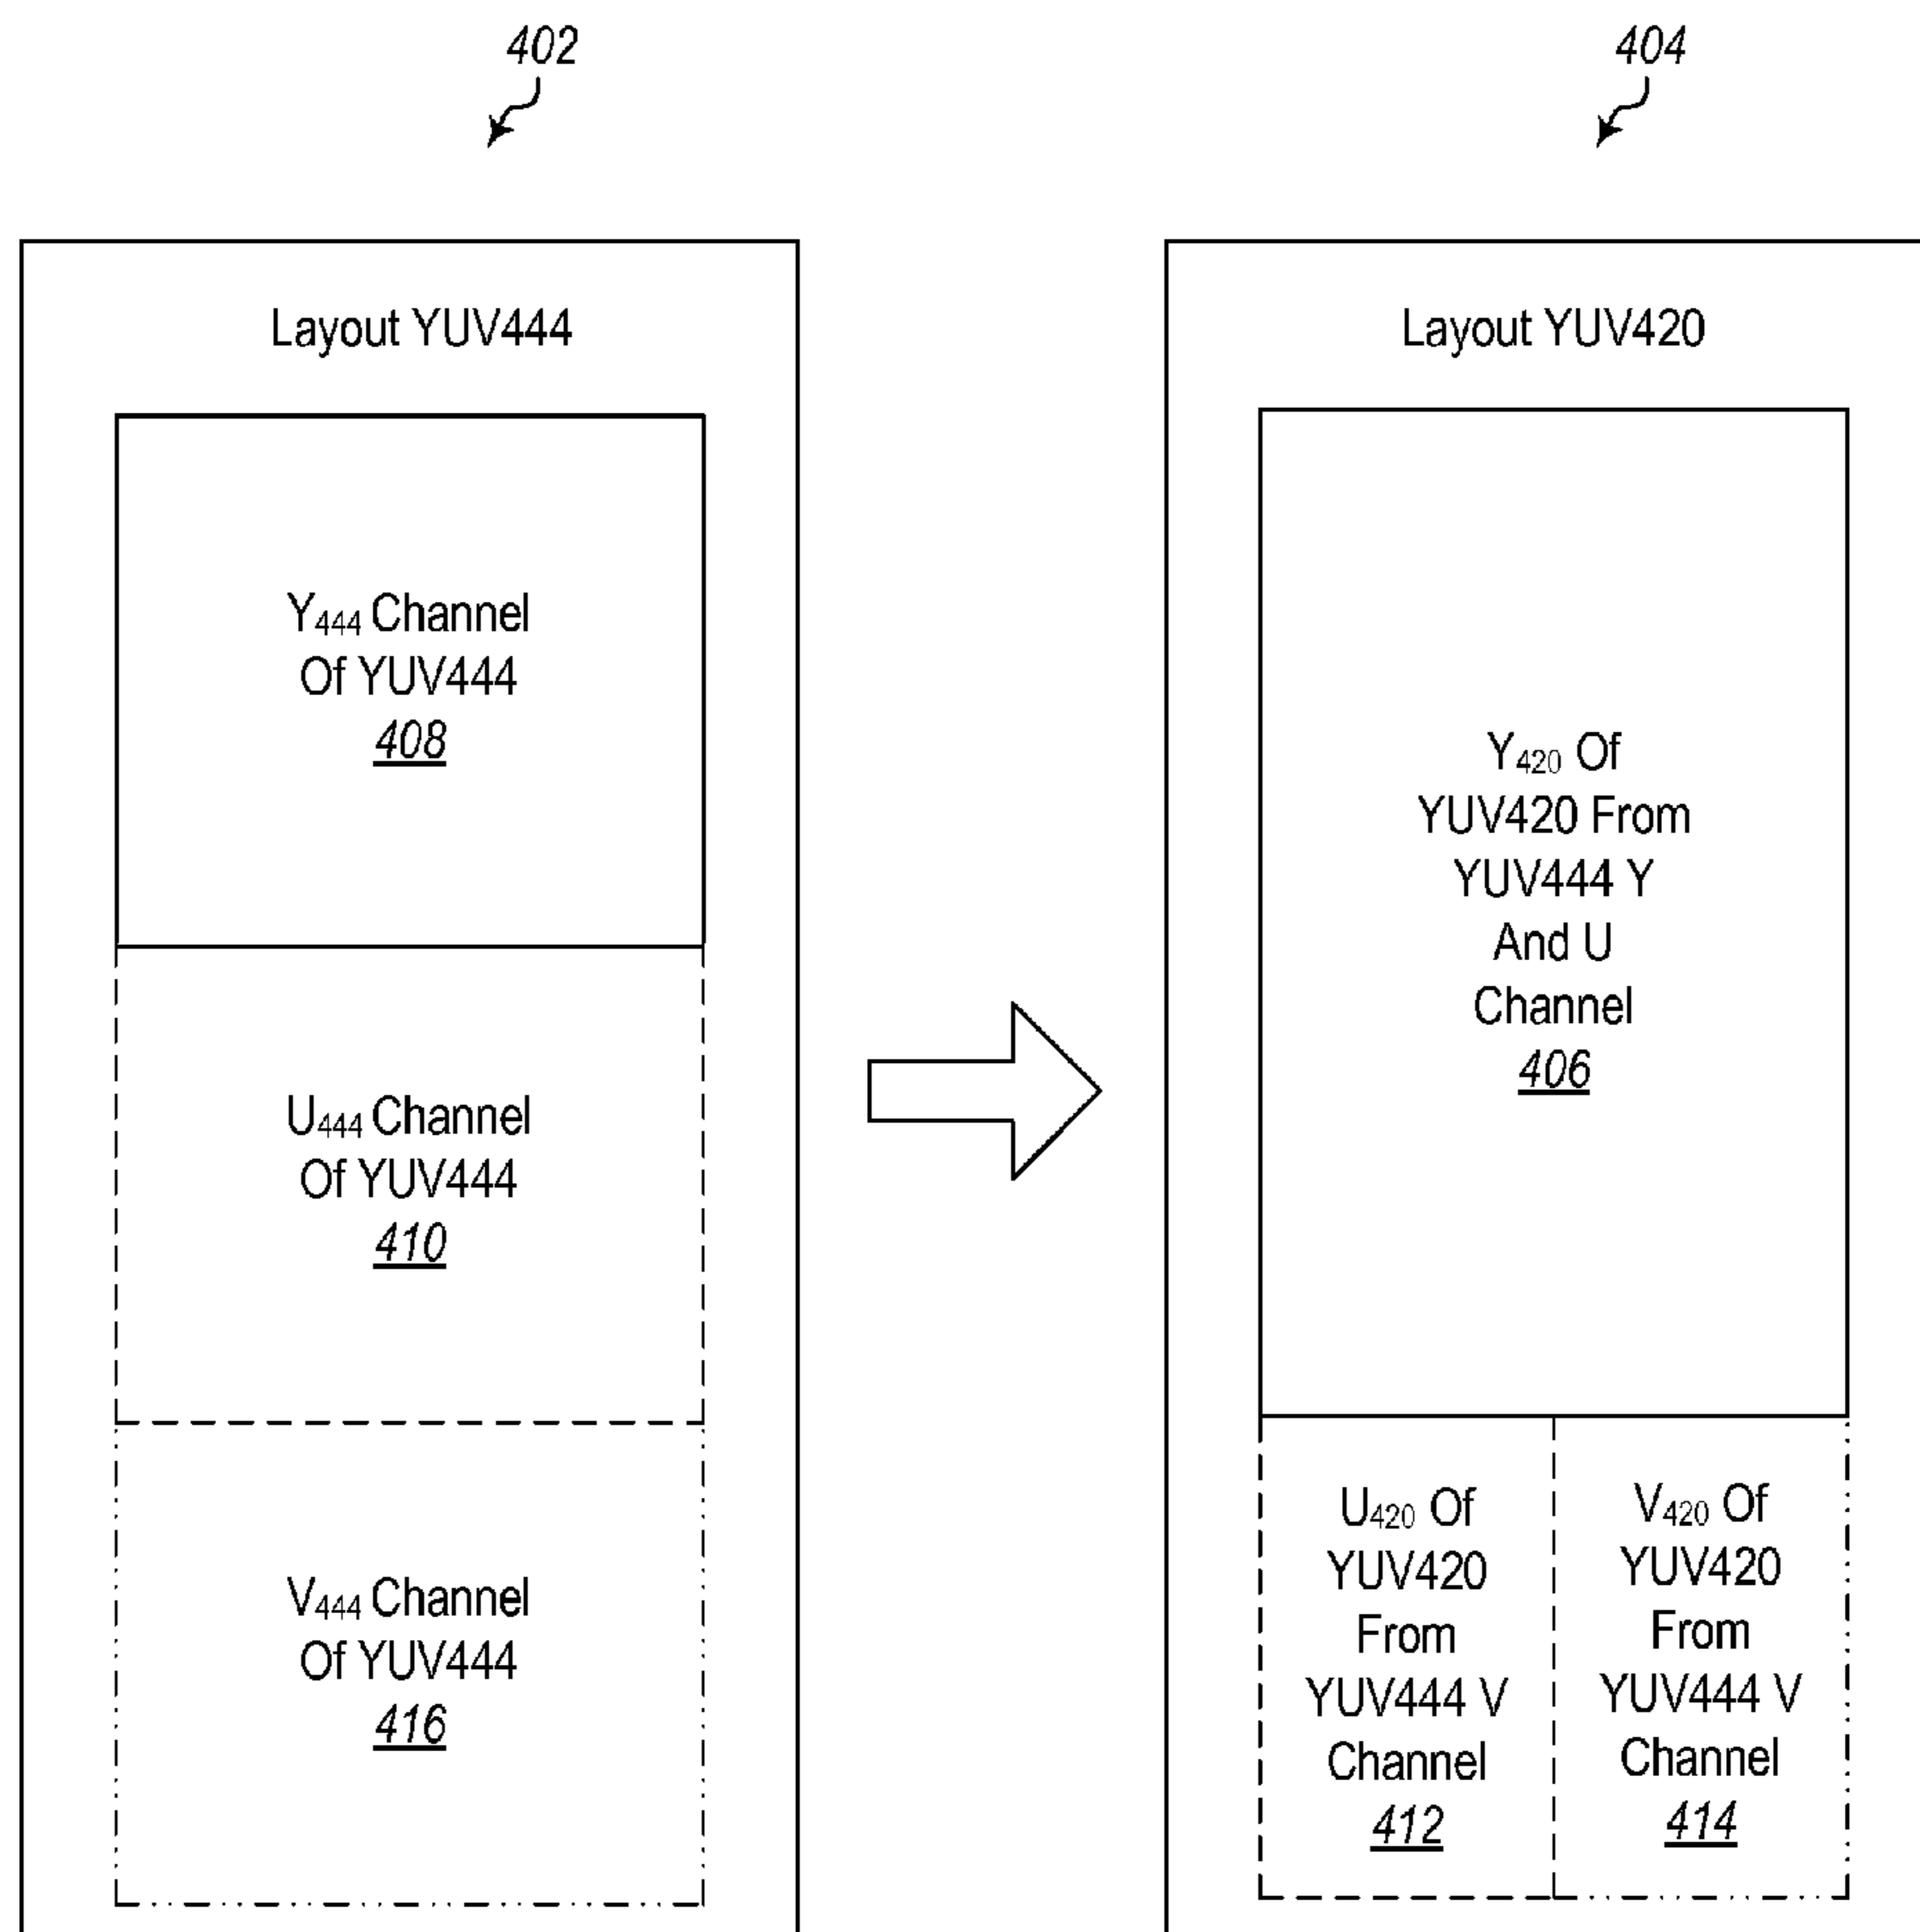 402
404
Layout YUV444
Y444 Channel
Of YUV444
408
U444 Channel
Of YUV444
410
V444 Channel
Of YUV444
416
Layout YUV420
Y420 Of
YUV420 From
YUV444 Y
And U
Channel
406
U420 Of
YUV420
From
YUV444 V
Channel
412
V420 Of
YUV420
From
YUV444 V
Channel
414